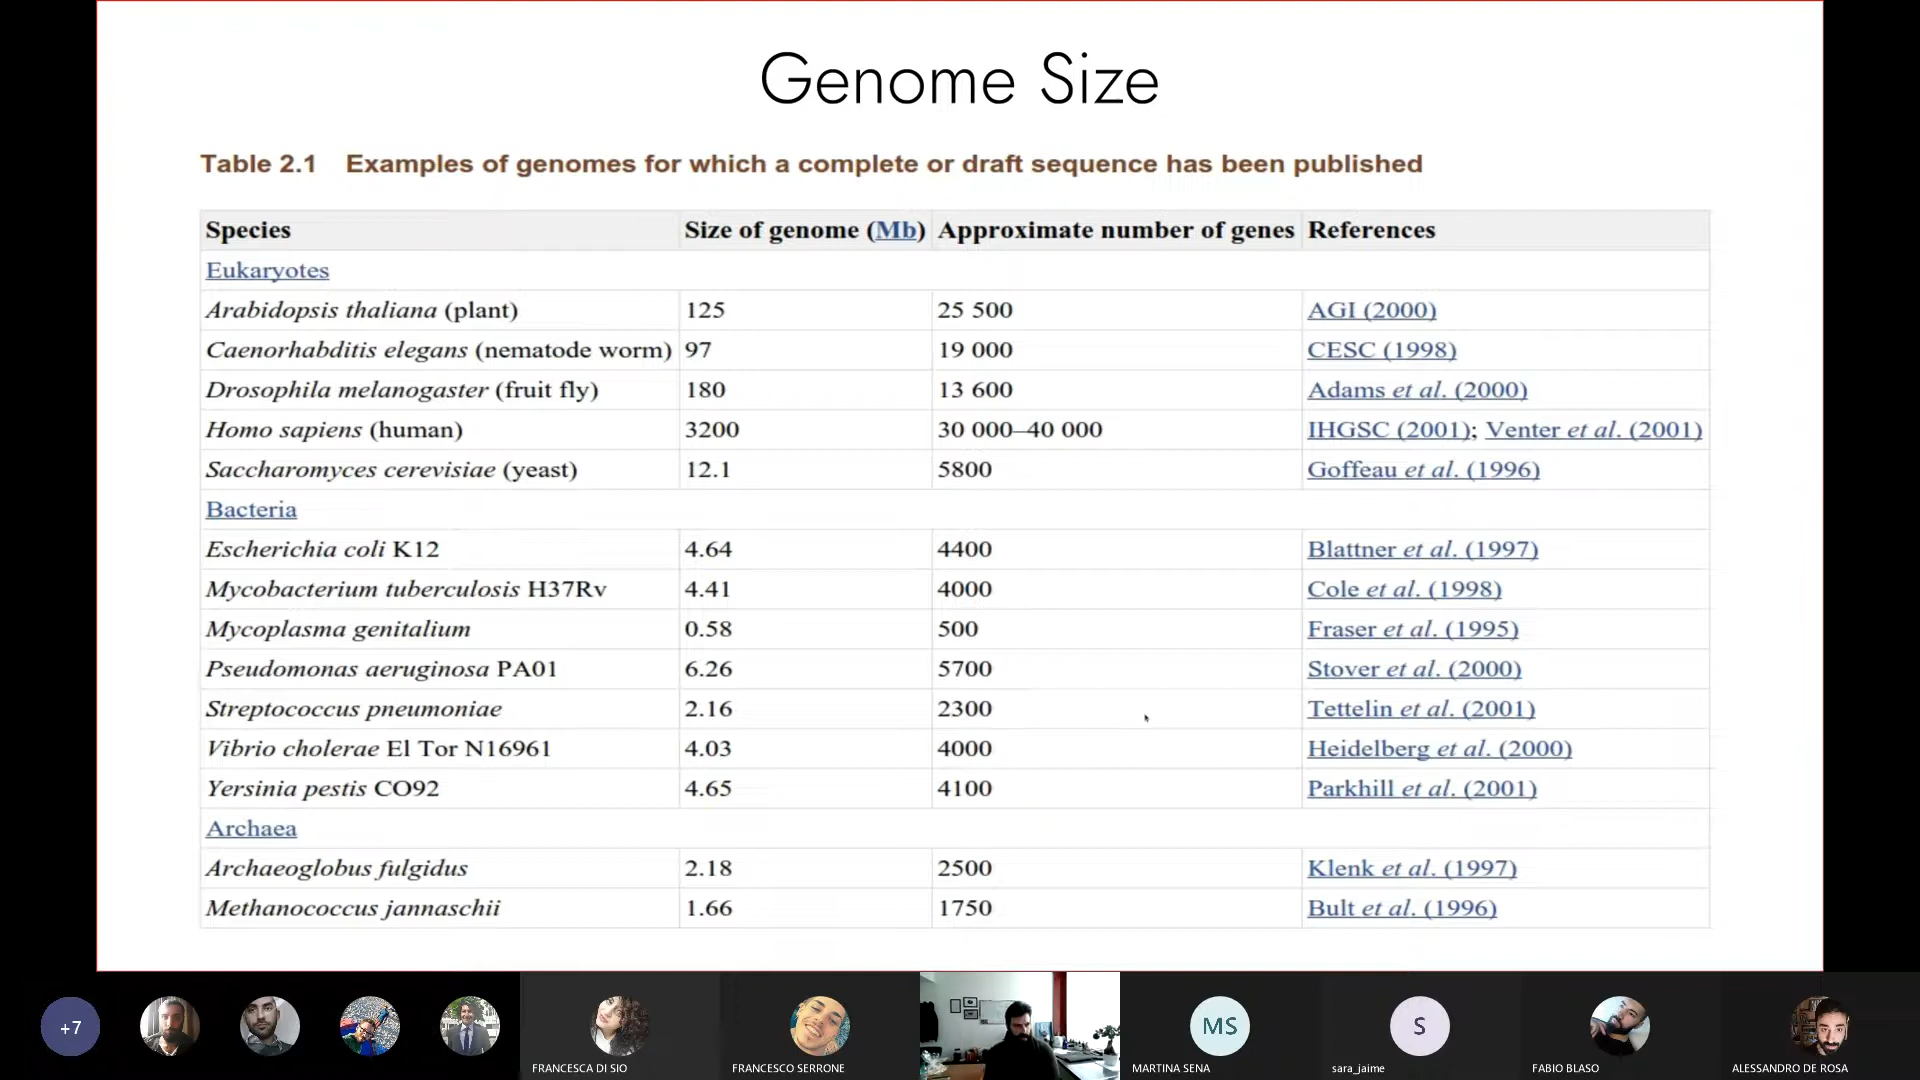 Genome Size
Table 2.1 Examples of genomes for which a complete or draft sequence has been published
Species Size of genome (Mb) Approximate number of genes References
Eukaryotes
Arabidopsis thaliana (plant) 125 25 500 AGI (2000)
Caenorhabditis elegans (nematode worm) 97 19 000 CESC (1998)
Drosophila melanogaster (fruit fly) 180 13 600 Adams et al. (2000)
Homo sapiens (human) 3200 30 000–40 000 IHGSC (2001); Venter et al. (2001)
Saccharomyces cerevisiae (yeast) 12.1 5800 Goffeau et al. (1996)
Bacteria
Escherichia coli K12 4.64 4400 Blattner et al. (1997)
Mycobacterium tuberculosis H37Rv 4.41 4000 Cole et al. (1998)
Mycoplasma genitalium 0.58 500 Fraser et al. (1995)
Pseudomonas aeruginosa PA01 6.26 5700 Stover et al. (2000)
Streptococcus pneumoniae 2.16 2300 Tettelin et al. (2001)
Vibrio cholerae El Tor N16961 4.03 4000 Heidelberg et al. (2000)
Yersinia pestis CO92 4.65 4100 Parkhill et al. (2001)
Archaea
Archaeoglobus fulgidus 2.18 2500 Klenk et al. (1997)
Methanococcus jannaschii 1.66 1750 Bult et al. (1996)
+7 MS S
FRANCESCA DI SIO FRANCESCO SERRONE MARTINA SENA sara_jaime FABIO BLASO ALESSANDRO DE ROSA